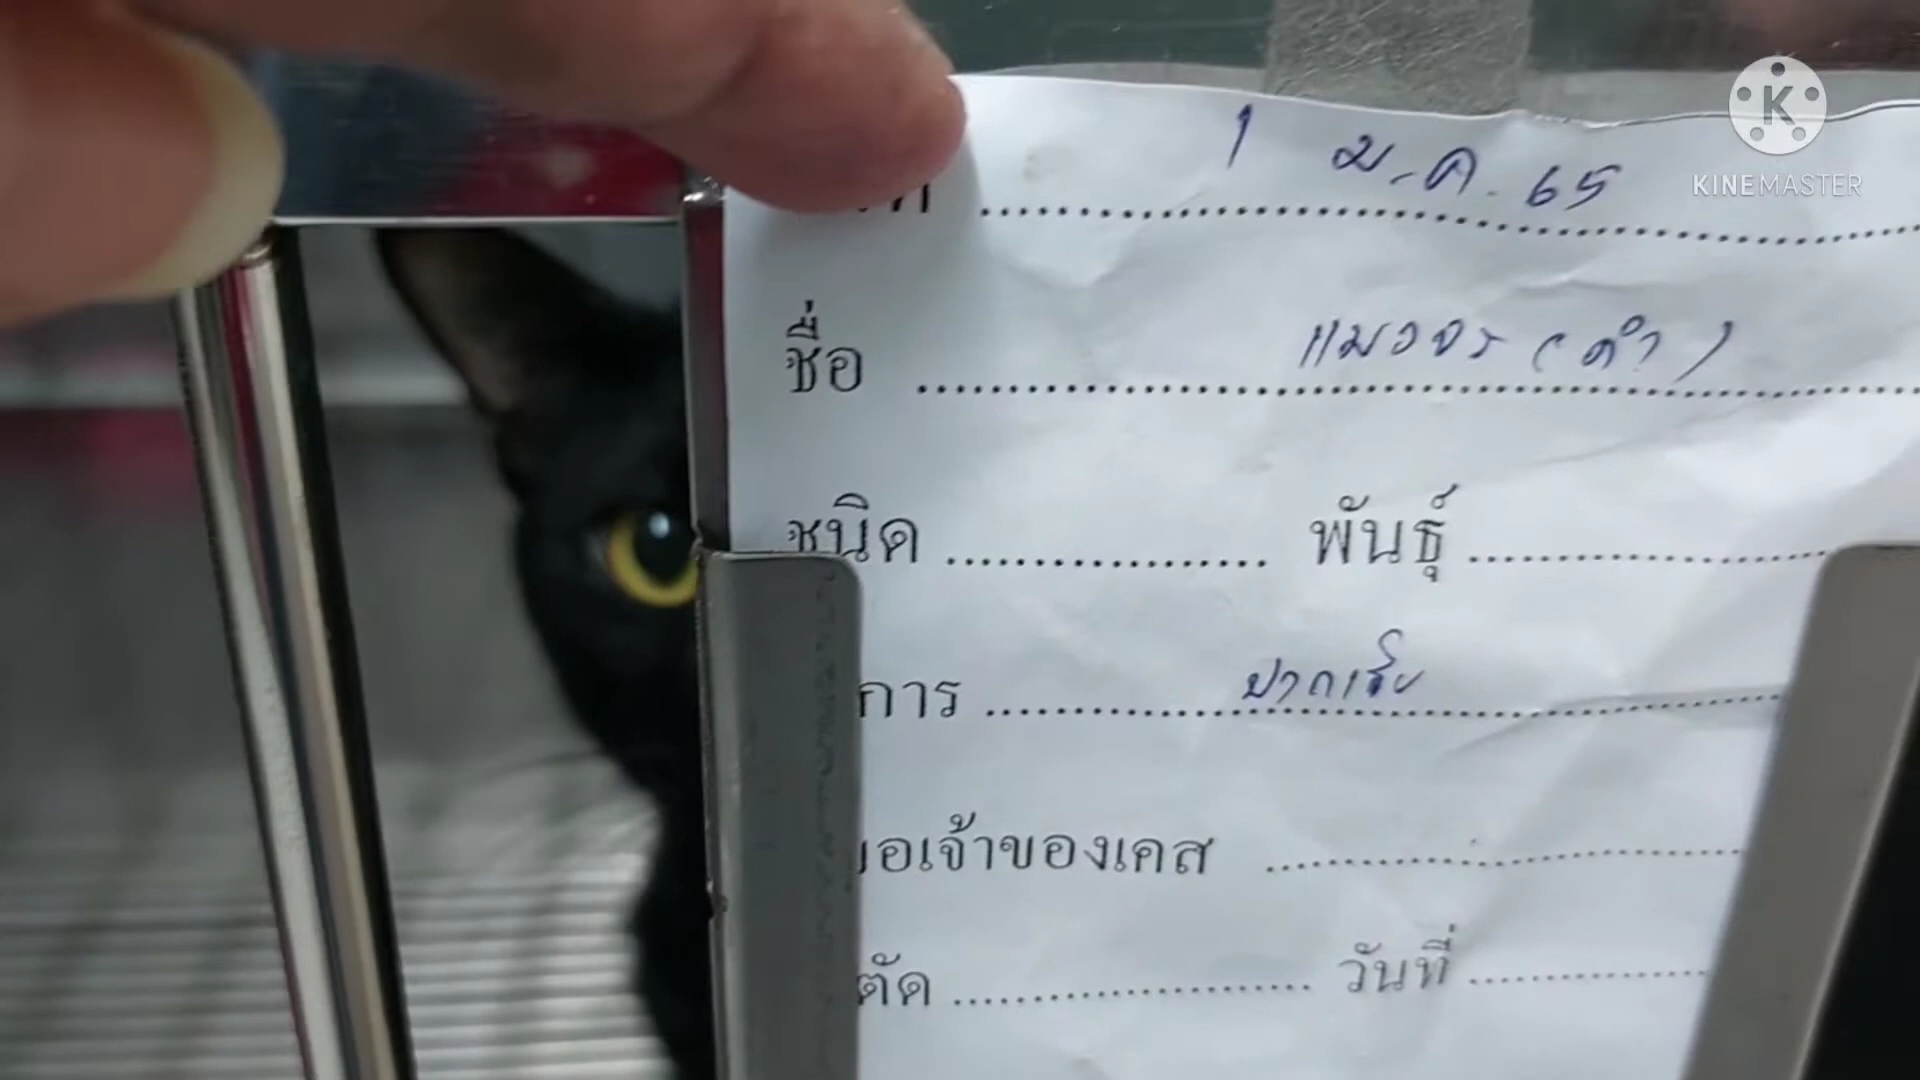 1 ม.ค. 65
KINEMASTER
ชื่อ แมวจร (ดำ)
ชนิด พันธุ์
การ ปากเจ็บ
อเจ้าของเคส
ตัด วันที่